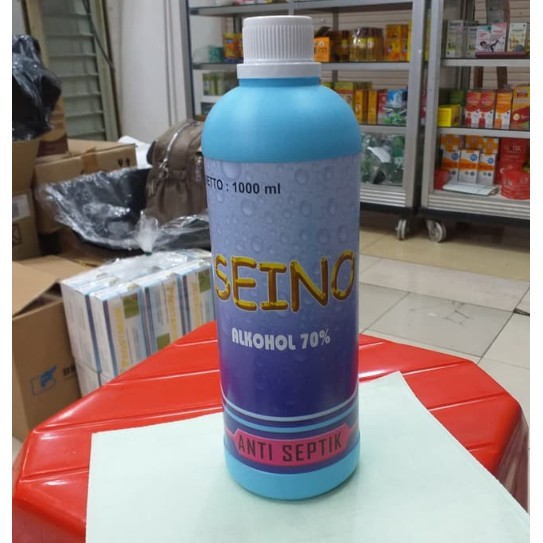 ETTO : 1000 ml
SEINO
ALKOHOL 70%
ANTI SEPTIK